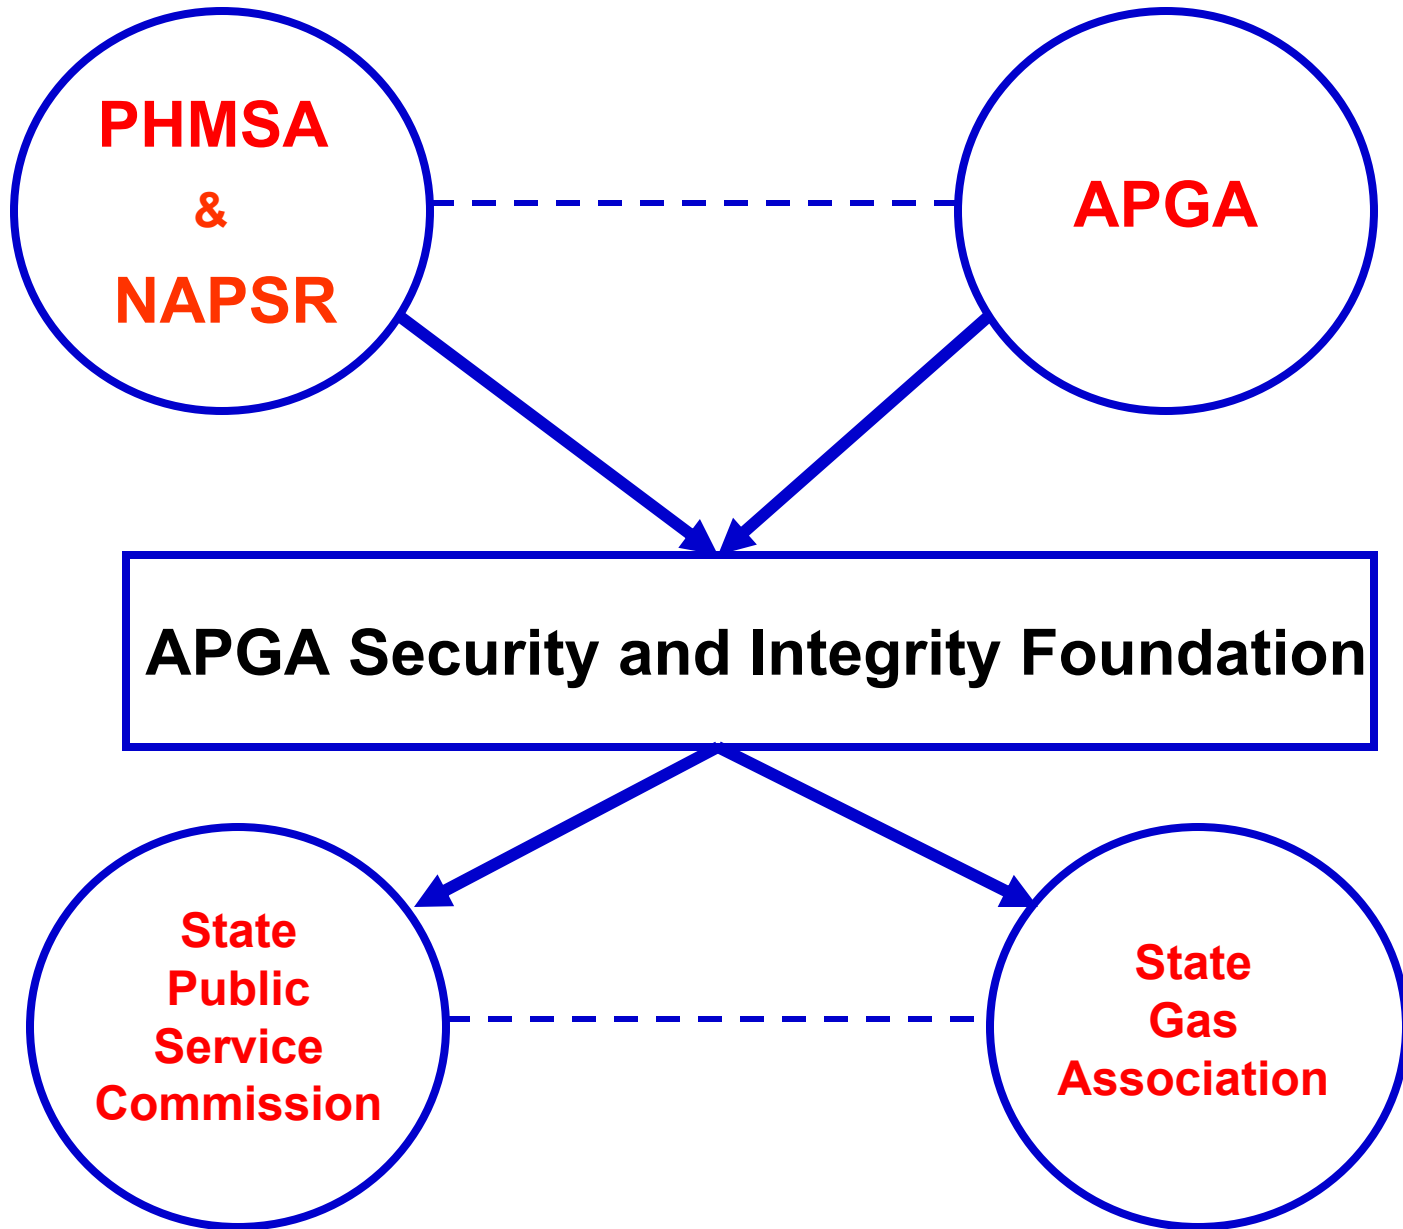 PHMSA
&
NAPSR
APGA
APGA Security and Integrity Foundation
State
Public
Service
Commission
State
Gas
Association